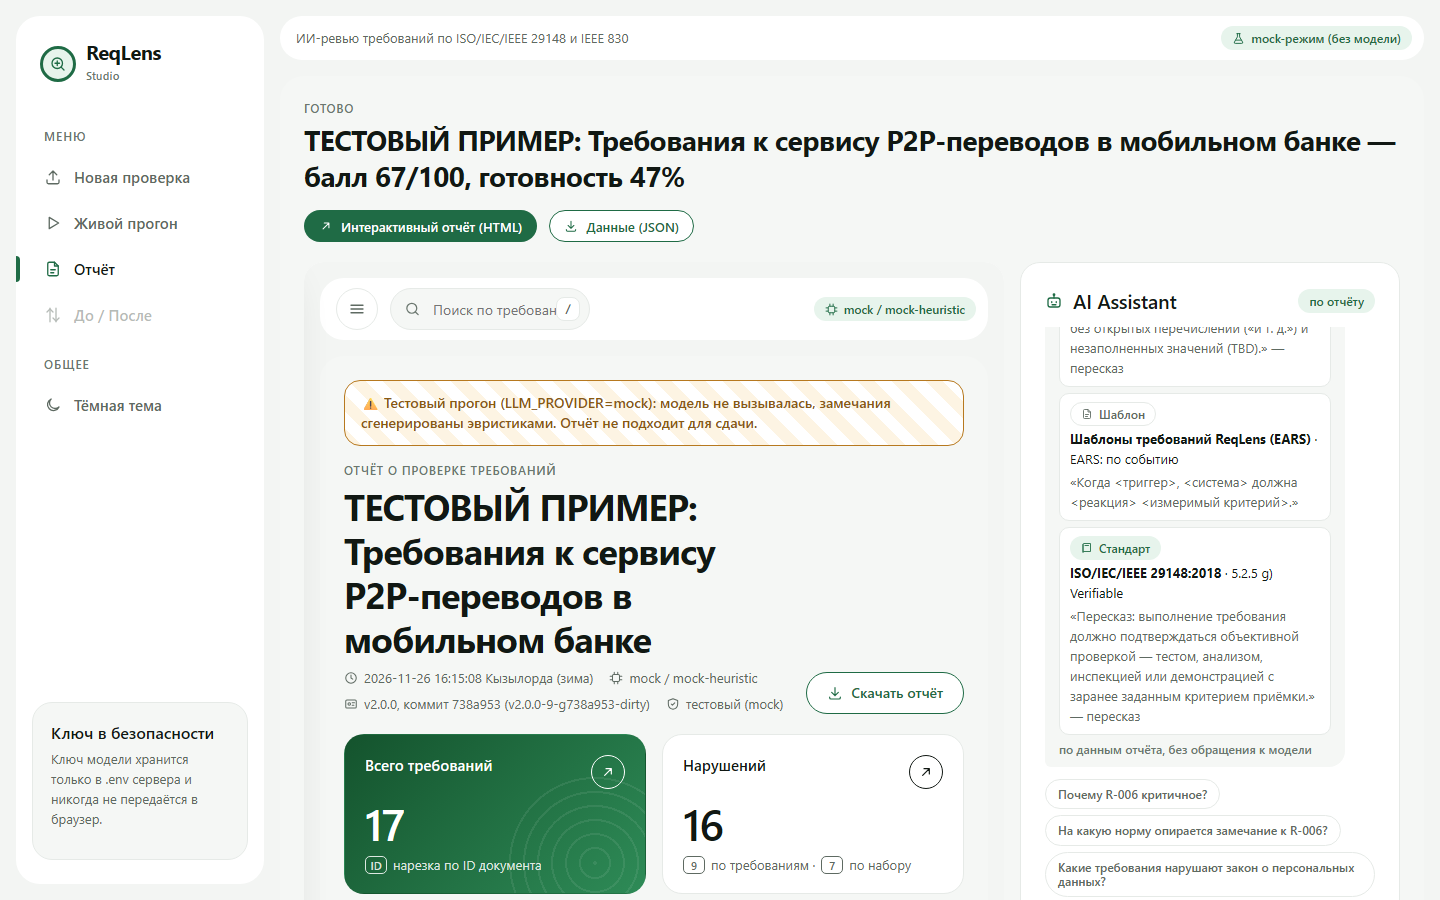 ReqLens
Studio
МЕНЮ
Новая проверка
Живой прогон
Отчёт
До / После
ОБЩЕЕ
Тёмная тема
Ключ в безопасности
Ключ модели хранится
только в .env сервера и
никогда не передаётся в
браузер.
ИИ-ревью требований по ISO/IEC/IEEE 29148 и IEEE 830
mock-режим (без модели)
ГОТОВО
ТЕСТОВЫЙ ПРИМЕР: Требования к сервису P2P-переводов в мобильном банке —
балл 67/100, готовность 47%
Интерактивный отчёт (HTML)
Данные (JSON)
Поиск по требован
/
mock / mock-heuristic
Тестовый прогон (LLM_PROVIDER=mock): модель не вызывалась, замечания
сгенерированы эвристиками. Отчёт не подходит для сдачи.
ОТЧЁТ О ПРОВЕРКЕ ТРЕБОВАНИЙ
ТЕСТОВЫЙ ПРИМЕР:
Требования к сервису
P2P-переводов в
мобильном банке
2026-11-26 16:15:08 Кызылорда (зима)
mock / mock-heuristic
v2.0.0, коммит 738a953 (v2.0.0-9-g738a953-dirty)
тестовый (mock)
Скачать отчёт
Всего требований
17
ID нарезка по ID документа
Нарушений
16
9 по требованиям · 7 по набору
AI Assistant
по отчёту
без открытых перечислений («и т. д.») и
незаполненных значений (TBD).» —
пересказ
Шаблон
Шаблоны требований ReqLens (EARS) ·
EARS: по событию
«Когда <триггер>, <система> должна
<реакция> <измеримый критерий>.»
Стандарт
ISO/IEC/IEEE 29148:2018 · 5.2.5 g)
Verifiable
«Пересказ: выполнение требования
должно подтверждаться объективной
проверкой — тестом, анализом,
инспекцией или демонстрацией с
заранее заданным критерием приёмки.»
— пересказ
по данным отчёта, без обращения к модели
Почему R-006 критичное?
На какую норму опирается замечание к R-006?
Какие требования нарушают закон о персональных
данных?